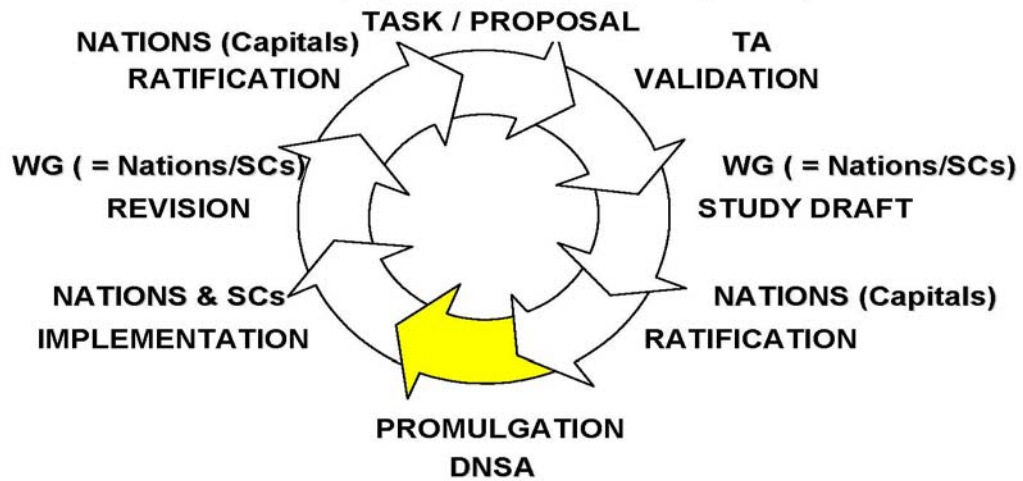 TASK / PROPOSAL
TA
VALIDATION
WG ( = Nations/SCs)
STUDY DRAFT
NATIONS (Capitals)
RATIFICATION
PROMULGATION
DNSA
NATIONS & SCs
IMPLEMENTATION
WG ( = Nations/SCs)
REVISION
NATIONS (Capitals)
RATIFICATION